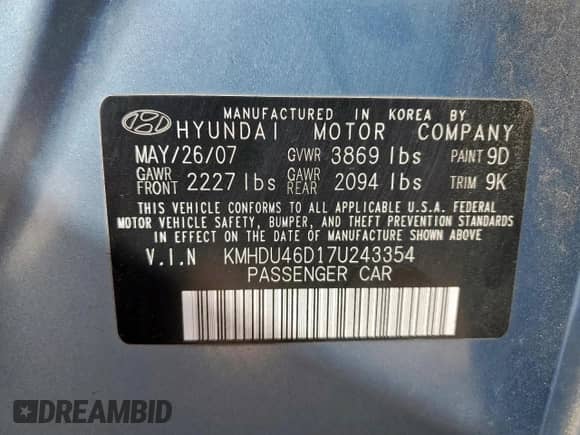 MANUFACTURED IN KOREA BY
HYUNDAI MOTOR COMPANY
MAY/26/07 GVWR 3869 lbs PAINT 9D
GAWR FRONT 2227 lbs GAWR REAR 2094 lbs TRIM 9K
THIS VEHICLE CONFORMS TO ALL APPLICABLE U.S.A. FEDERAL
MOTOR VEHICLE SAFETY, BUMPER, AND THEFT PREVENTION STANDARDS
IN EFFECT ON THE DATE OF MANUFACTURE SHOWN ABOVE.
V.I.N KMHDU46D17U243354
PASSENGER CAR
DREAMBID